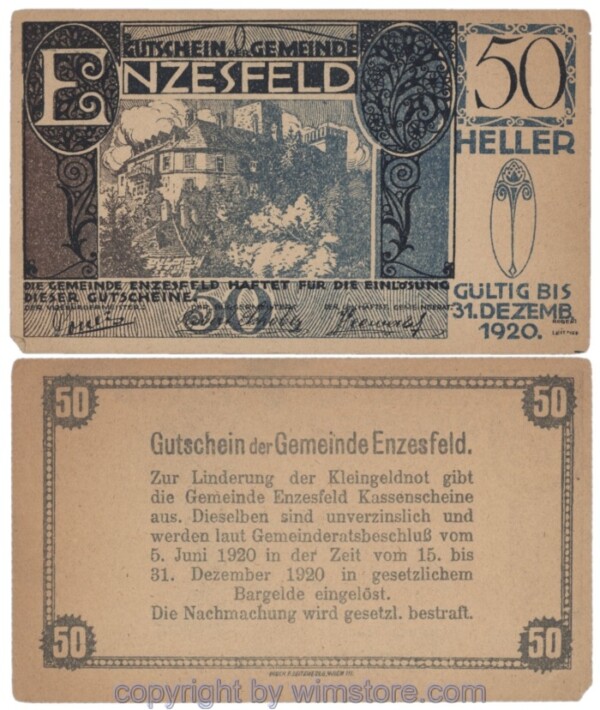 GUTSCHEIN DER GEMEINDE
ENZESFELD
50
HELLER
DIE GEMEINDE ENZESFELD HAFTET FÜR DIE EINLÖSUNG
DIESER GUTSCHEINE.
50
GÜLTIG BIS
31. DEZEMB.
1920.
50
50
Gutschein der Gemeinde Enzesfeld.
Zur Linderung der Kleingeldnot gibt
die Gemeinde Enzesfeld Kassenscheine
aus. Dieselben sind unverzinslich und
werden laut Gemeinderatsbeschluß vom
5. Juni 1920 in der Zeit vom 15. bis
31. Dezember 1920 in gesetzlichem
Bargelde eingelöst.
Die Nachmachung wird gesetzl. bestraft.
50
50
copyright by wimstore.com